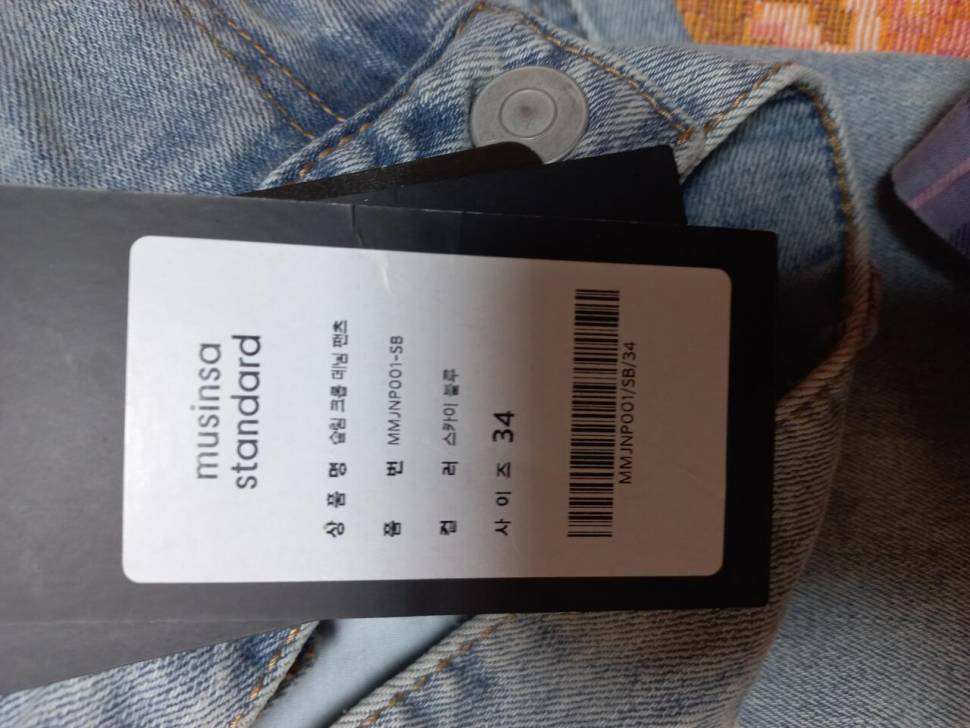 musinsa
standard
상 품 명 슬림 크롭 데님 팬츠
품 번 MMJNP001-SB
컬 러 스카이 블루
사 이 즈 34
MMJNP001/SB/34